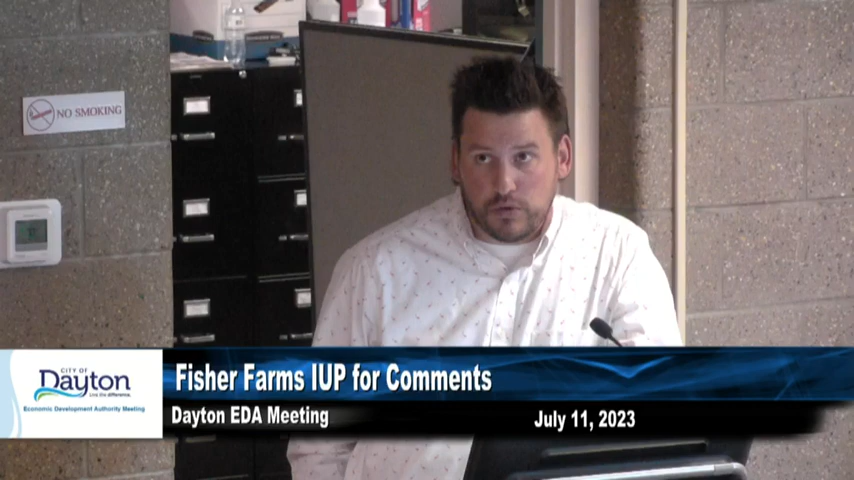 NO SMOKING
CITY OF
Dayton
Live the difference.
Economic Development Authority Meeting
Fisher Farms IUP for Comments
Dayton EDA Meeting
July 11, 2023